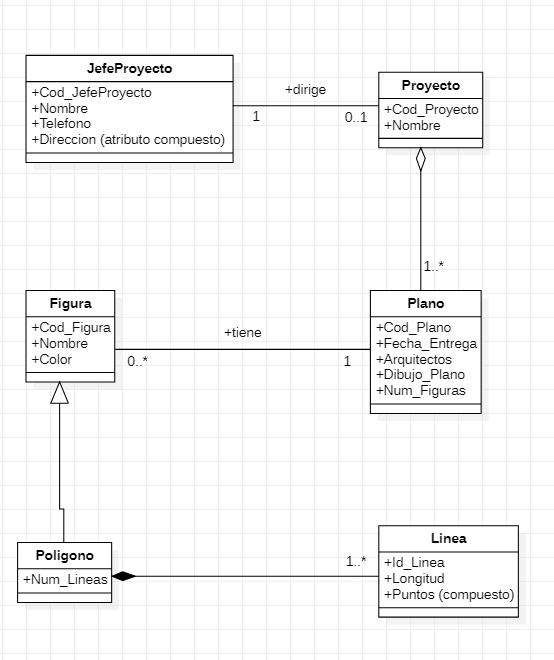 JefeProyecto
+Cod_JefeProyecto
+Nombre
+Telefono
+Direccion (atributo compuesto)
+dirige
1
0..1
Proyecto
+Cod_Proyecto
+Nombre
1..*
Figura
+Cod_Figura
+Nombre
+Color
+tiene
0..*
1
Plano
+Cod_Plano
+Fecha_Entrega
+Arquitectos
+Dibujo_Plano
+Num_Figuras
Poligono
+Num_Lineas
1..*
Linea
+Id_Linea
+Longitud
+Puntos (compuesto)